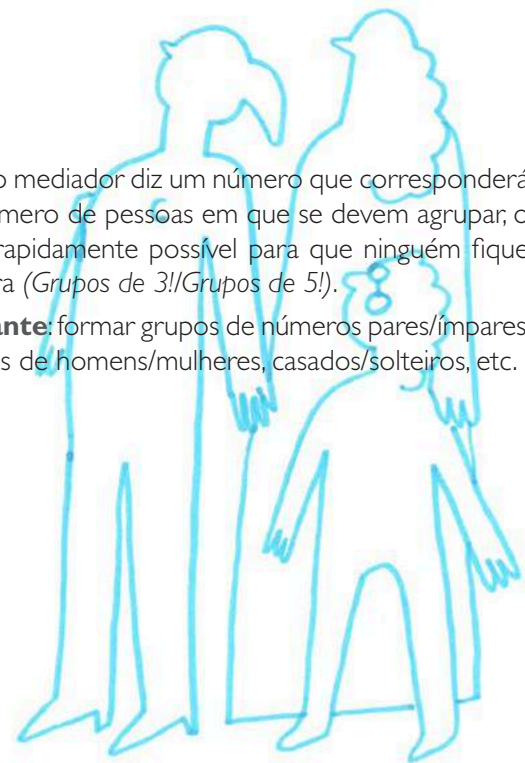 o mediador diz um número que corresponderá
mero de pessoas em que se devem agrupar, o
rapidamente possível para que ninguém fique
ra (Grupos de 3!/Grupos de 5!).
ante: formar grupos de números pares/ímpares
s de homens/mulheres, casados/solteiros, etc.